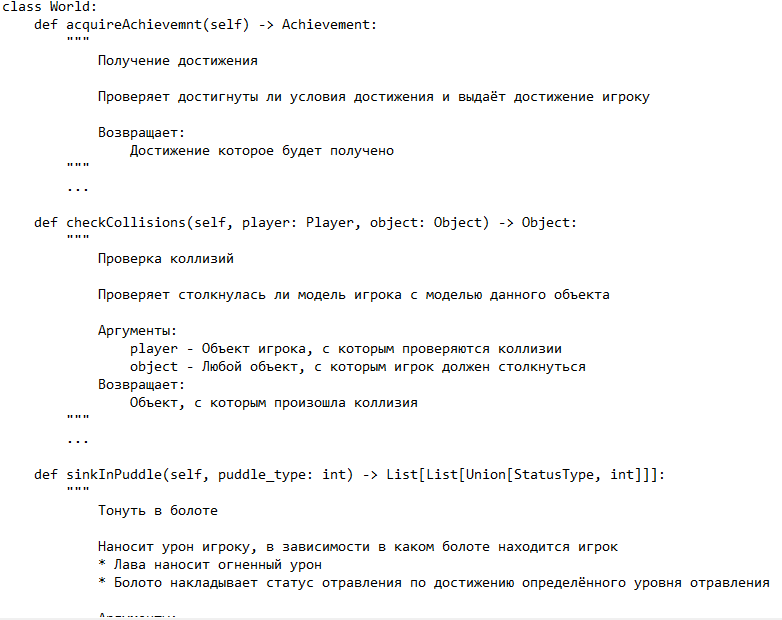 class World:
def acquireAchievemnt(self) -> Achievement:
"""
Получение достижения
Проверяет достигнуты ли условия достижения и выдаёт достижение игроку
Возвращает:
Достижение которое будет получено
"""
...
def checkCollisions(self, player: Player, object: Object) -> Object:
"""
Проверка коллизий
Проверяет столкнулась ли модель игрока с моделью данного объекта
Аргументы:
player - Объект игрока, с которым проверяются коллизии
object - Любой объект, с которым игрок должен столкнуться
Возвращает:
Объект, с которым произошла коллизия
"""
...
def sinkInPuddle(self, puddle_type: int) -> List[List[Union[StatusType, int]]]:
"""
Тонуть в болоте
Наносит урон игроку, в зависимости в каком болоте находится игрок
* Лава наносит огненный урон
* Болото накладывает статус отравления по достижению определённого уровня отравления